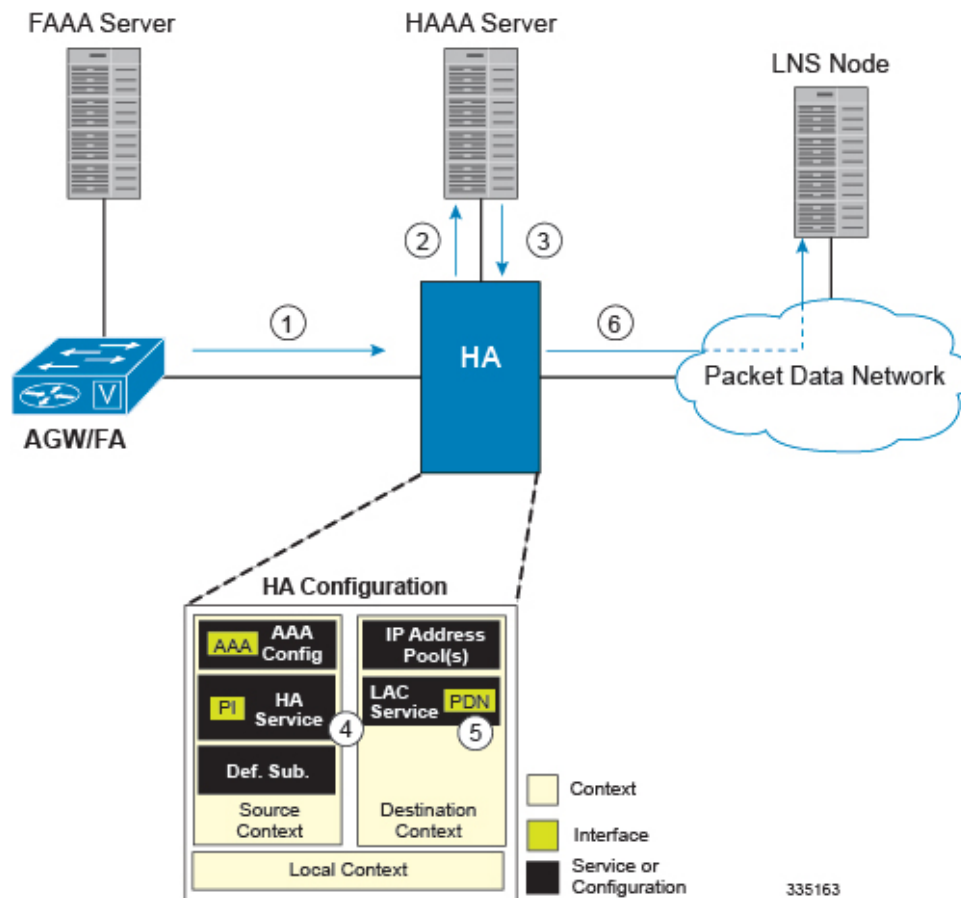 FAAA Server
HAAA Server
LNS Node
2
3
1
6
HA
Packet Data Network
V
AGW/FA
HA Configuration
AAA
AAA
Config
IP Address
Pool(s)
PI
HA
Service
LAC
Service
PDN
4
5
Def. Sub.
Source
Context
Destination
Context
Local Context
Context
Interface
Service or
Configuration
335163